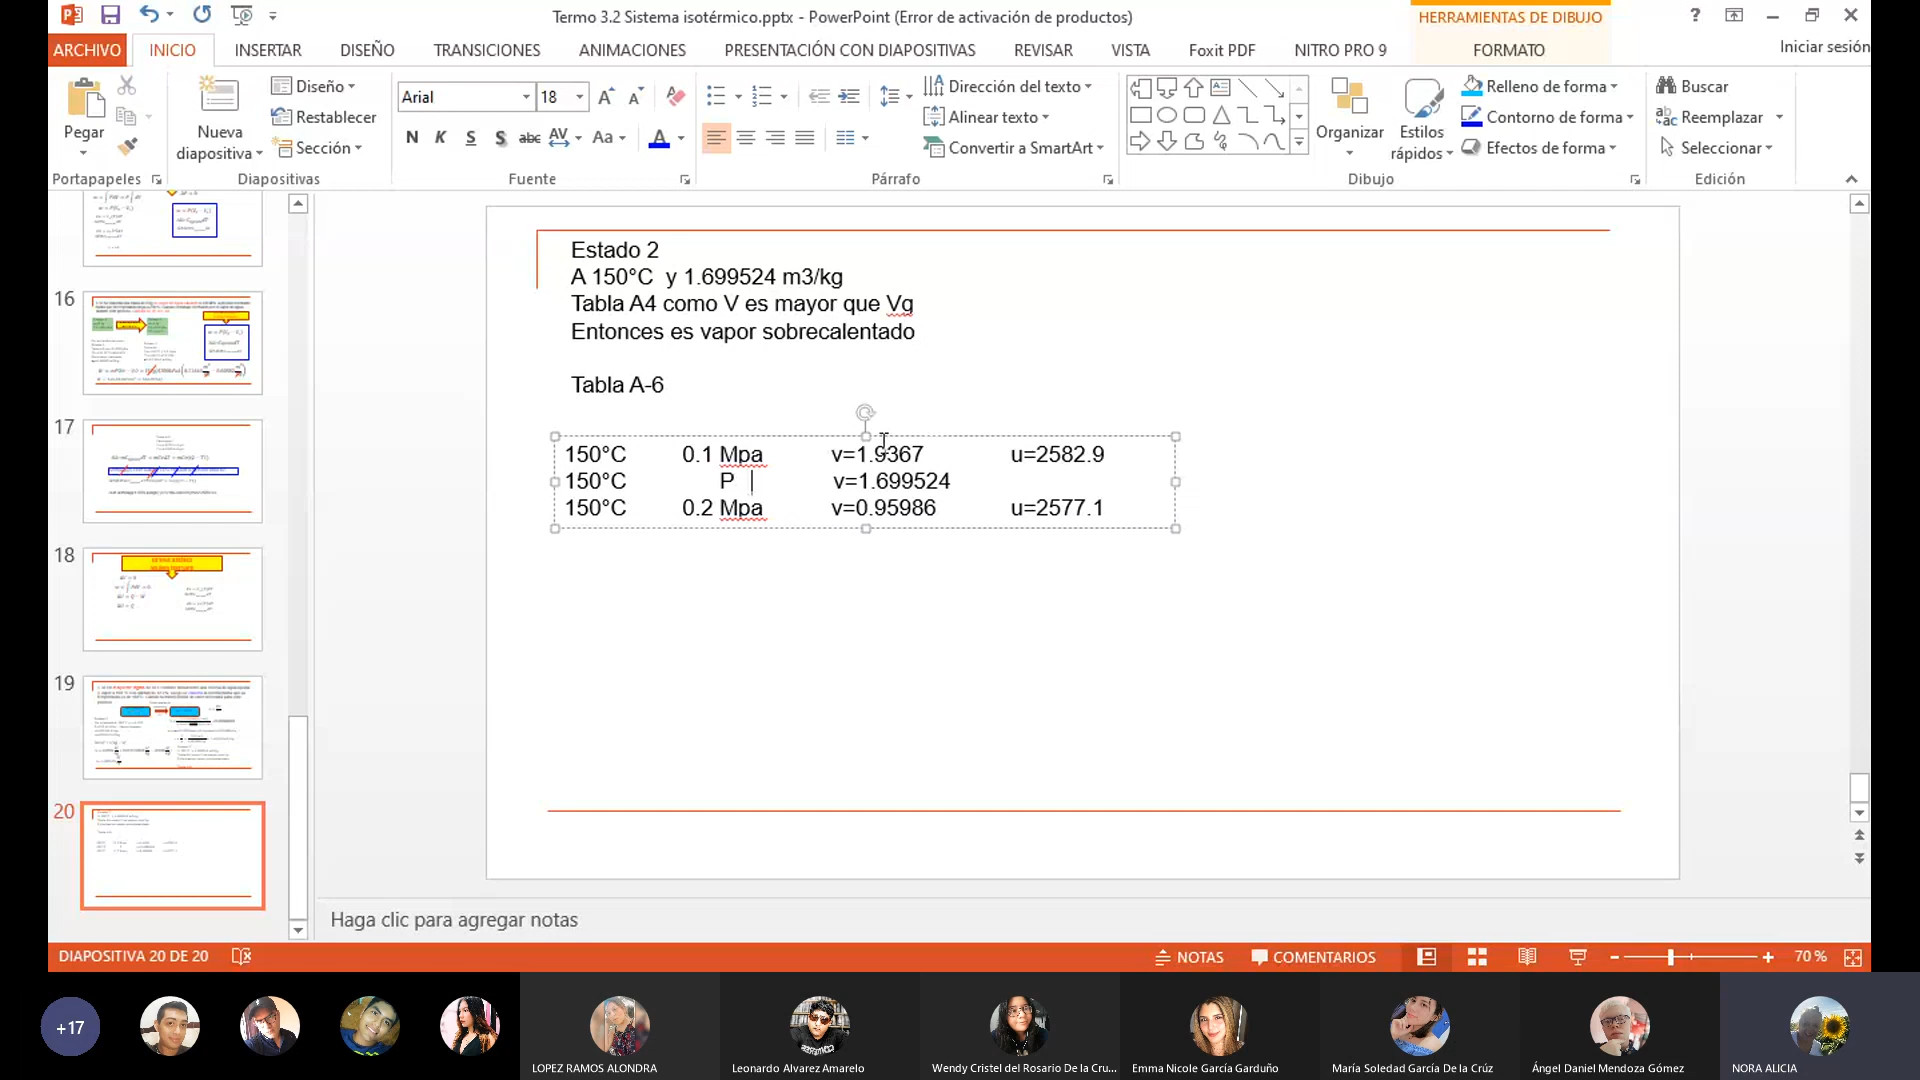 Termo 3.2 Sistema isotérmico.pptx - PowerPoint (Error de activación de productos)
HERRAMIENTAS DE DIBUJO
ARCHIVO
INICIO
INSERTAR
DISEÑO
TRANSICIONES
ANIMACIONES
PRESENTACIÓN CON DIAPOSITIVAS
REVISAR
VISTA
Foxit PDF
NITRO PRO 9
FORMATO
Iniciar sesión
Pegar
Portapapeles
Nueva diapositiva
Diseño
Restablecer
Sección
Diapositivas
Arial
18
N K S S abc AV Aa A
Fuente
Dirección del texto
Alinear texto
Convertir a SmartArt
Párrafo
Organizar
Estilos rápidos
Relleno de forma
Contorno de forma
Efectos de forma
Dibujo
Buscar
Reemplazar
Seleccionar
Edición
16
17
18
19
20
Estado 2
A 150°C y 1.699524 m3/kg
Tabla A4 como V es mayor que Vg
Entonces es vapor sobrecalentado
Tabla A-6
150°C 0.1 Mpa v=1.9367 u=2582.9
150°C P v=1.699524
150°C 0.2 Mpa v=0.95986 u=2577.1
Haga clic para agregar notas
DIAPOSITIVA 20 DE 20
NOTAS
COMENTARIOS
70 %
+17
LOPEZ RAMOS ALONDRA
Leonardo Alvarez Amarelo
Wendy Cristel del Rosario De la Cru...
Emma Nicole García Garduño
María Soledad García De la Crúz
Ángel Daniel Mendoza Gómez
NORA ALICIA